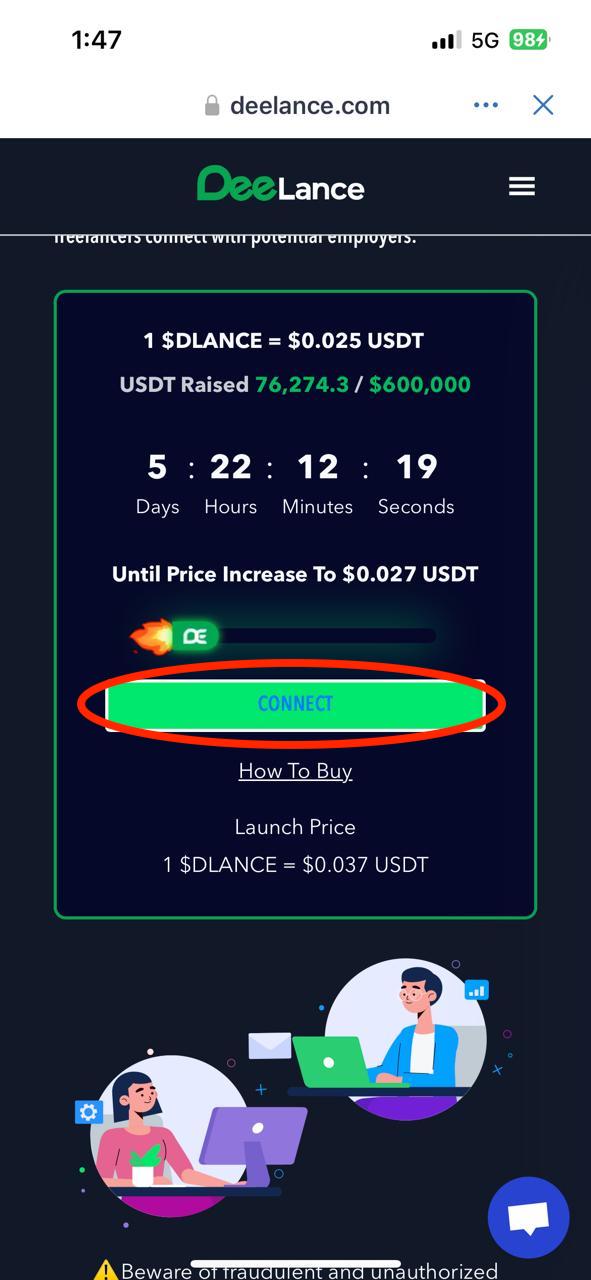 1:47
5G 98
deelance.com
DeeLance
freelancers connect with potential employers.
1 $DLANCE = $0.025 USDT
USDT Raised 76,274.3 / $600,000
5 : 22 : 12 : 19
Days Hours Minutes Seconds
Until Price Increase To $0.027 USDT
DE
CONNECT
How To Buy
Launch Price
1 $DLANCE = $0.037 USDT
⚠️Beware of fraudulent and unauthorized